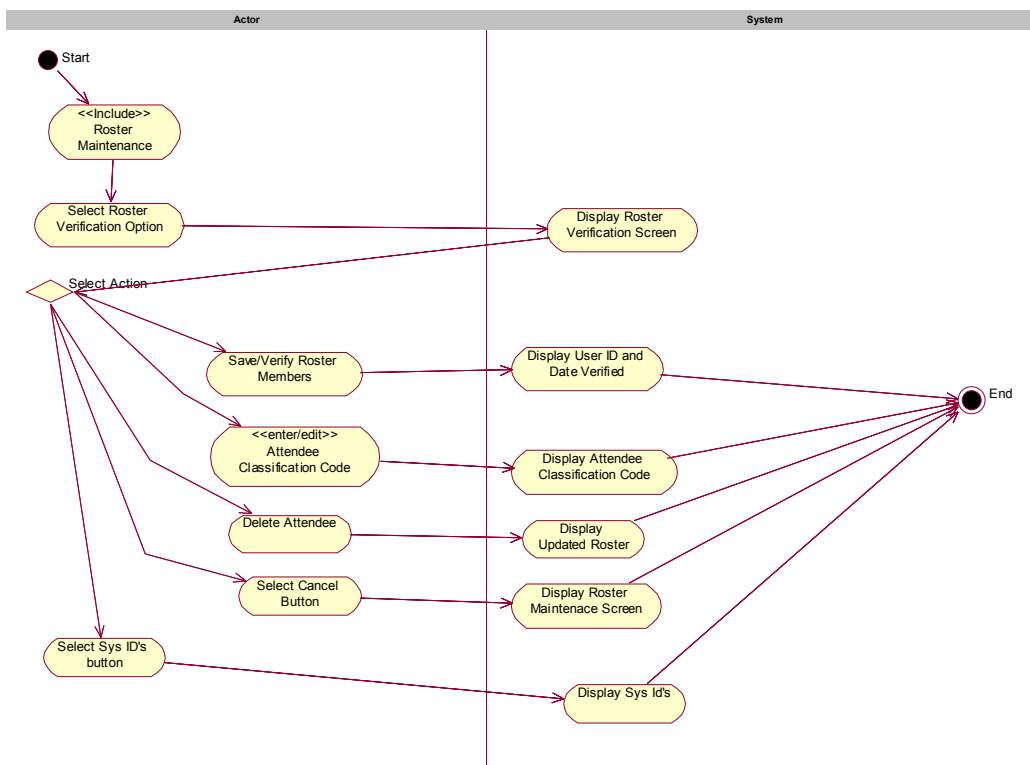 Actor
System
Start
<<Include>>
Roster
Maintenance
Select Roster
Verification Option
Display Roster
Verification Screen
Select Action
Save/Verify Roster
Members
Display User ID and
Date Verified
End
<<enter/edit>>
Attendee
Classification Code
Display Attendee
Classification Code
Delete Attendee
Display
Updated Roster
Select Cancel
Button
Display Roster
Maintenace Screen
Select Sys ID's
button
Display Sys Id's